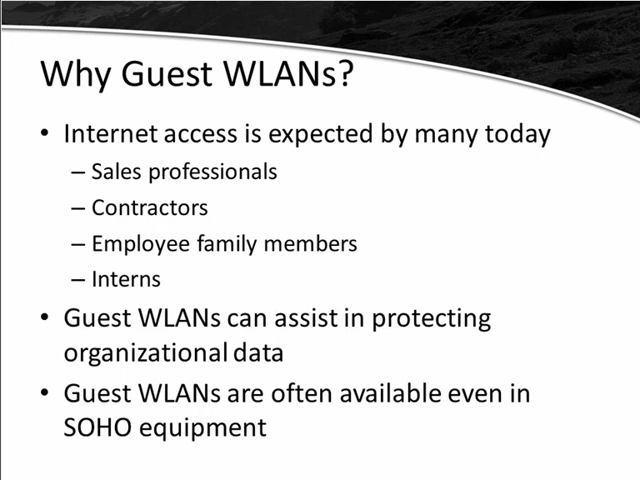 Why Guest WLANs?
• Internet access is expected by many today
– Sales professionals
– Contractors
– Employee family members
– Interns
• Guest WLANs can assist in protecting
organizational data
• Guest WLANs are often available even in
SOHO equipment